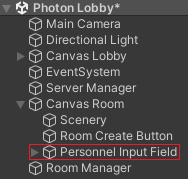 Photon Lobby*
Main Camera
Directional Light
Canvas Lobby
EventSystem
Server Manager
Canvas Room
Scenery
Room Create Button
Personnel Input Field
Room Manager